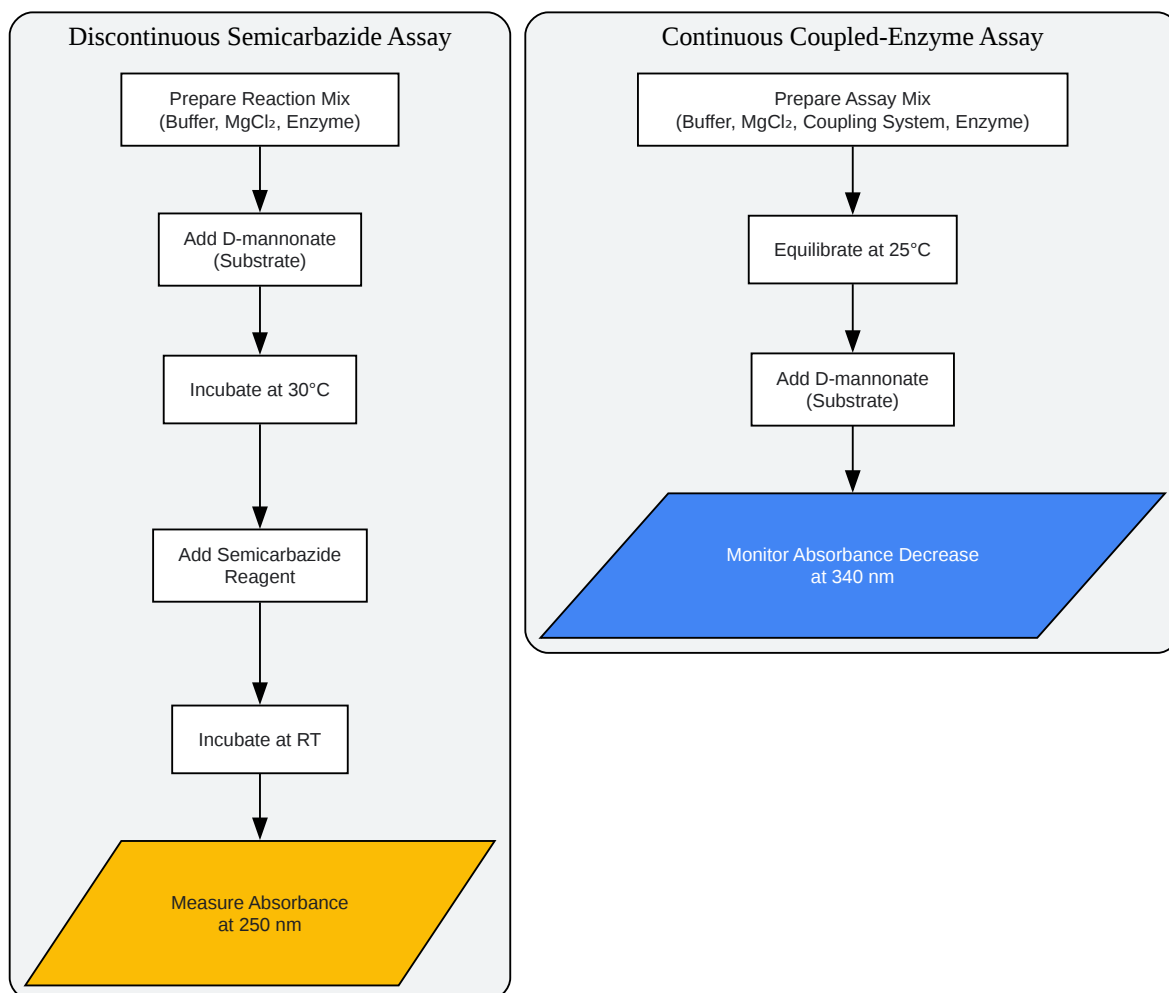 Discontinuous Semicarbazide Assay
Prepare Reaction Mix
(Buffer, MgCl₂, Enzyme)
Add D-mannonate
(Substrate)
Incubate at 30°C
Add Semicarbazide
Reagent
Incubate at RT
Measure Absorbance
at 250 nm
Continuous Coupled-Enzyme Assay
Prepare Assay Mix
(Buffer, MgCl₂, Coupling System, Enzyme)
Equilibrate at 25°C
Add D-mannonate
(Substrate)
Monitor Absorbance Decrease
at 340 nm